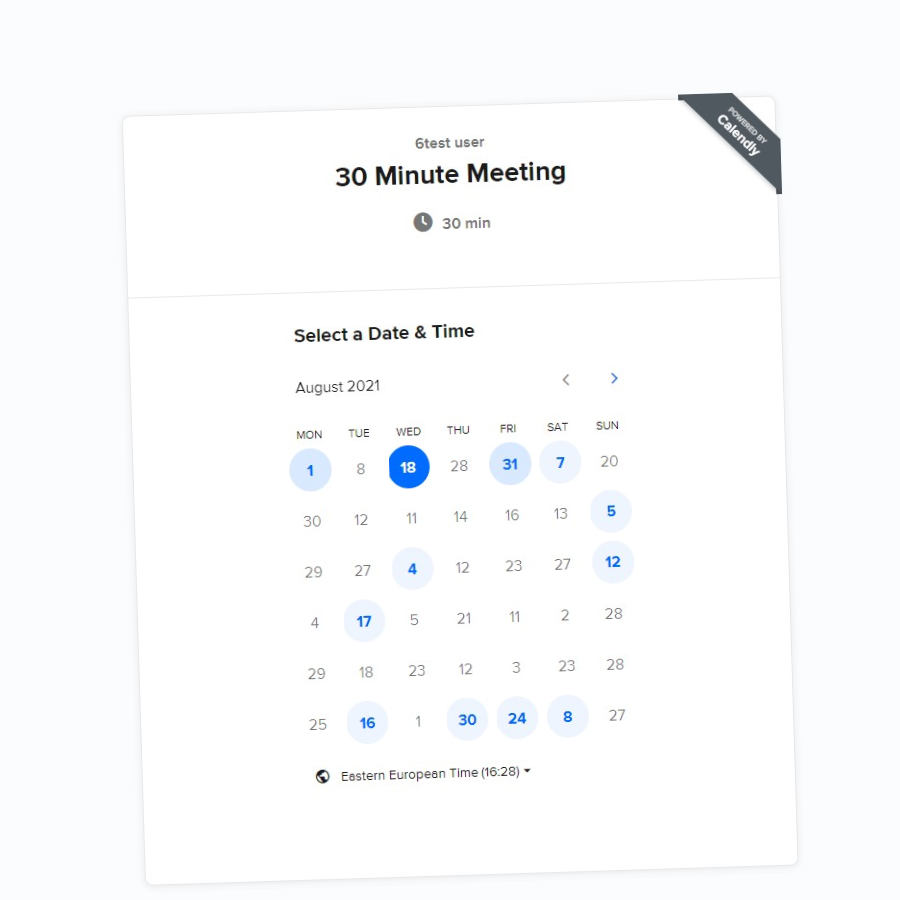 POWERED BY
Calendly
6test user
30 Minute Meeting
30 min
Select a Date & Time
August 2021
MON TUE WED THU FRI SAT SUN
1 8 18 28 31 7 20
30 12 11 14 16 13 5
29 27 4 12 23 27 12
4 17 5 21 11 2 28
29 18 23 12 3 23 28
25 16 1 30 24 8 27
Eastern European Time (16:28)